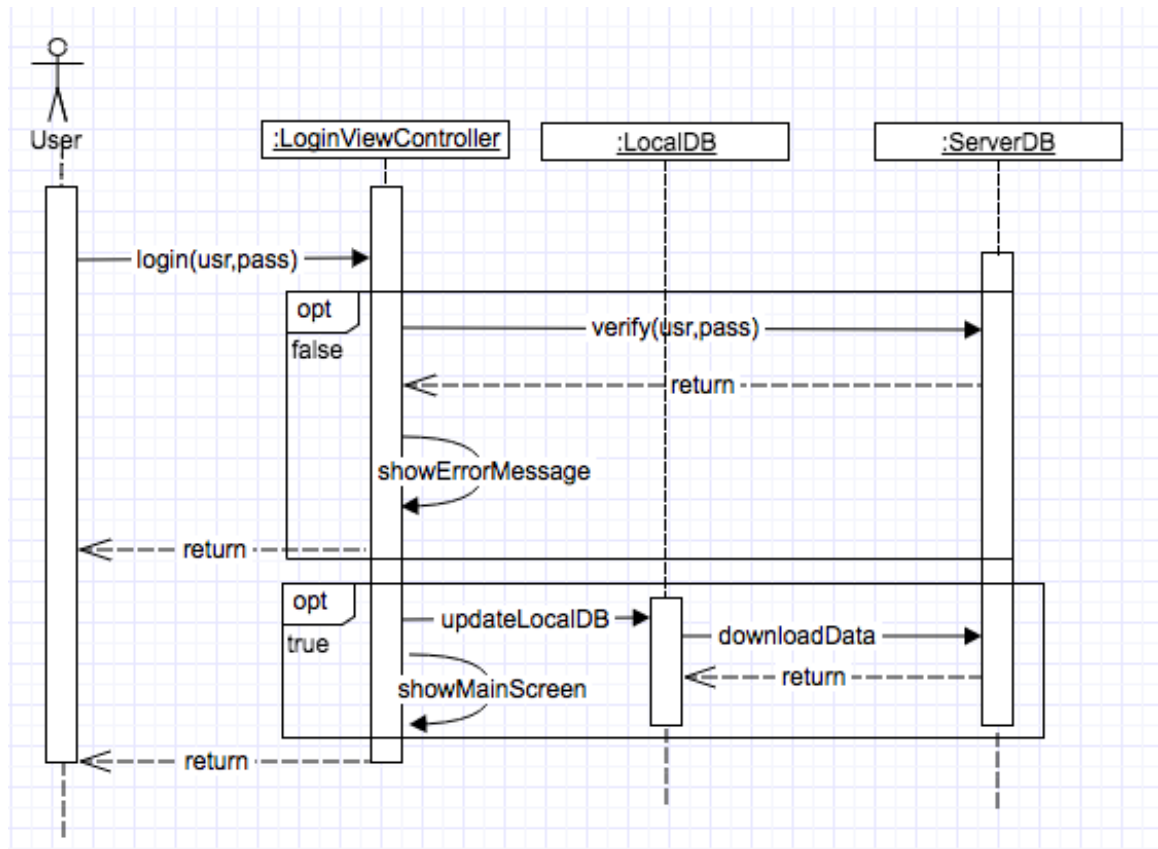 User
:LoginViewController
:LocalDB
:ServerDB
login(usr,pass)
opt
false
verify(usr,pass)
return
showErrorMessage
return
opt
true
updateLocalDB
downloadData
return
showMainScreen
return